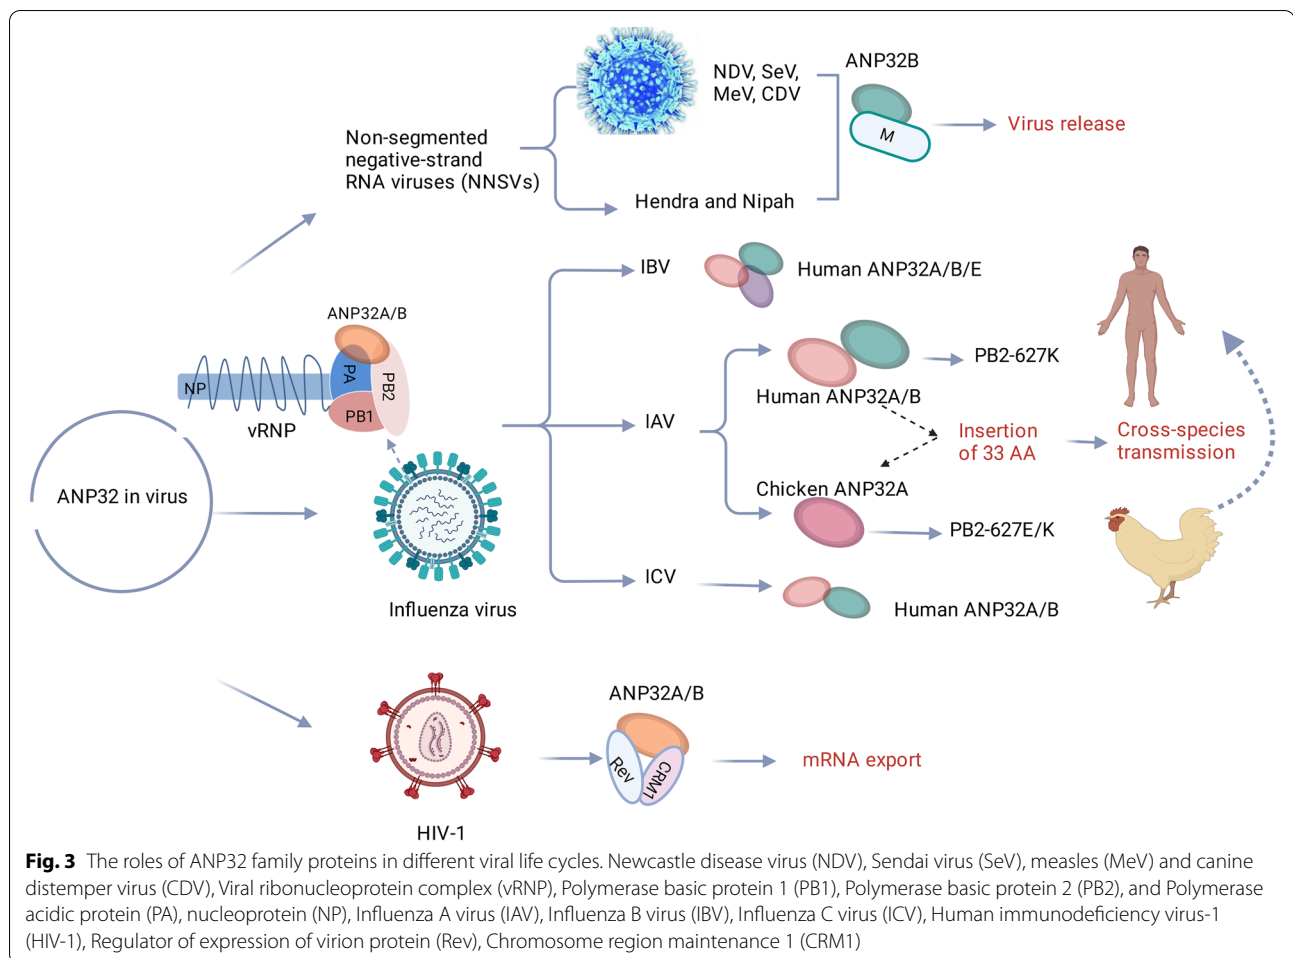 NDV, SeV,
MeV, CDV
ANP32B
M
Virus release
Non-segmented
negative-strand
RNA viruses (NNSVs)
Hendra and Nipah
IBV
Human ANP32A/B/E
ANP32A/B
NP
PA
PB2
PB1
vRNP
PB2-627K
Human ANP32A/B
IAV
Insertion
of 33 AA
Cross-species
transmission
ANP32 in virus
Chicken ANP32A
PB2-627E/K
ICV
Human ANP32A/B
Influenza virus
ANP32A/B
Rev
CRM1
mRNA export
HIV-1
Fig. 3 The roles of ANP32 family proteins in different viral life cycles. Newcastle disease virus (NDV), Sendai virus (SeV), measles (MeV) and canine
distemper virus (CDV), Viral ribonucleoprotein complex (vRNP), Polymerase basic protein 1 (PB1), Polymerase basic protein 2 (PB2), and Polymerase
acidic protein (PA), nucleoprotein (NP), Influenza A virus (IAV), Influenza B virus (IBV), Influenza C virus (ICV), Human immunodeficiency virus-1
(HIV-1), Regulator of expression of virion protein (Rev), Chromosome region maintenance 1 (CRM1)